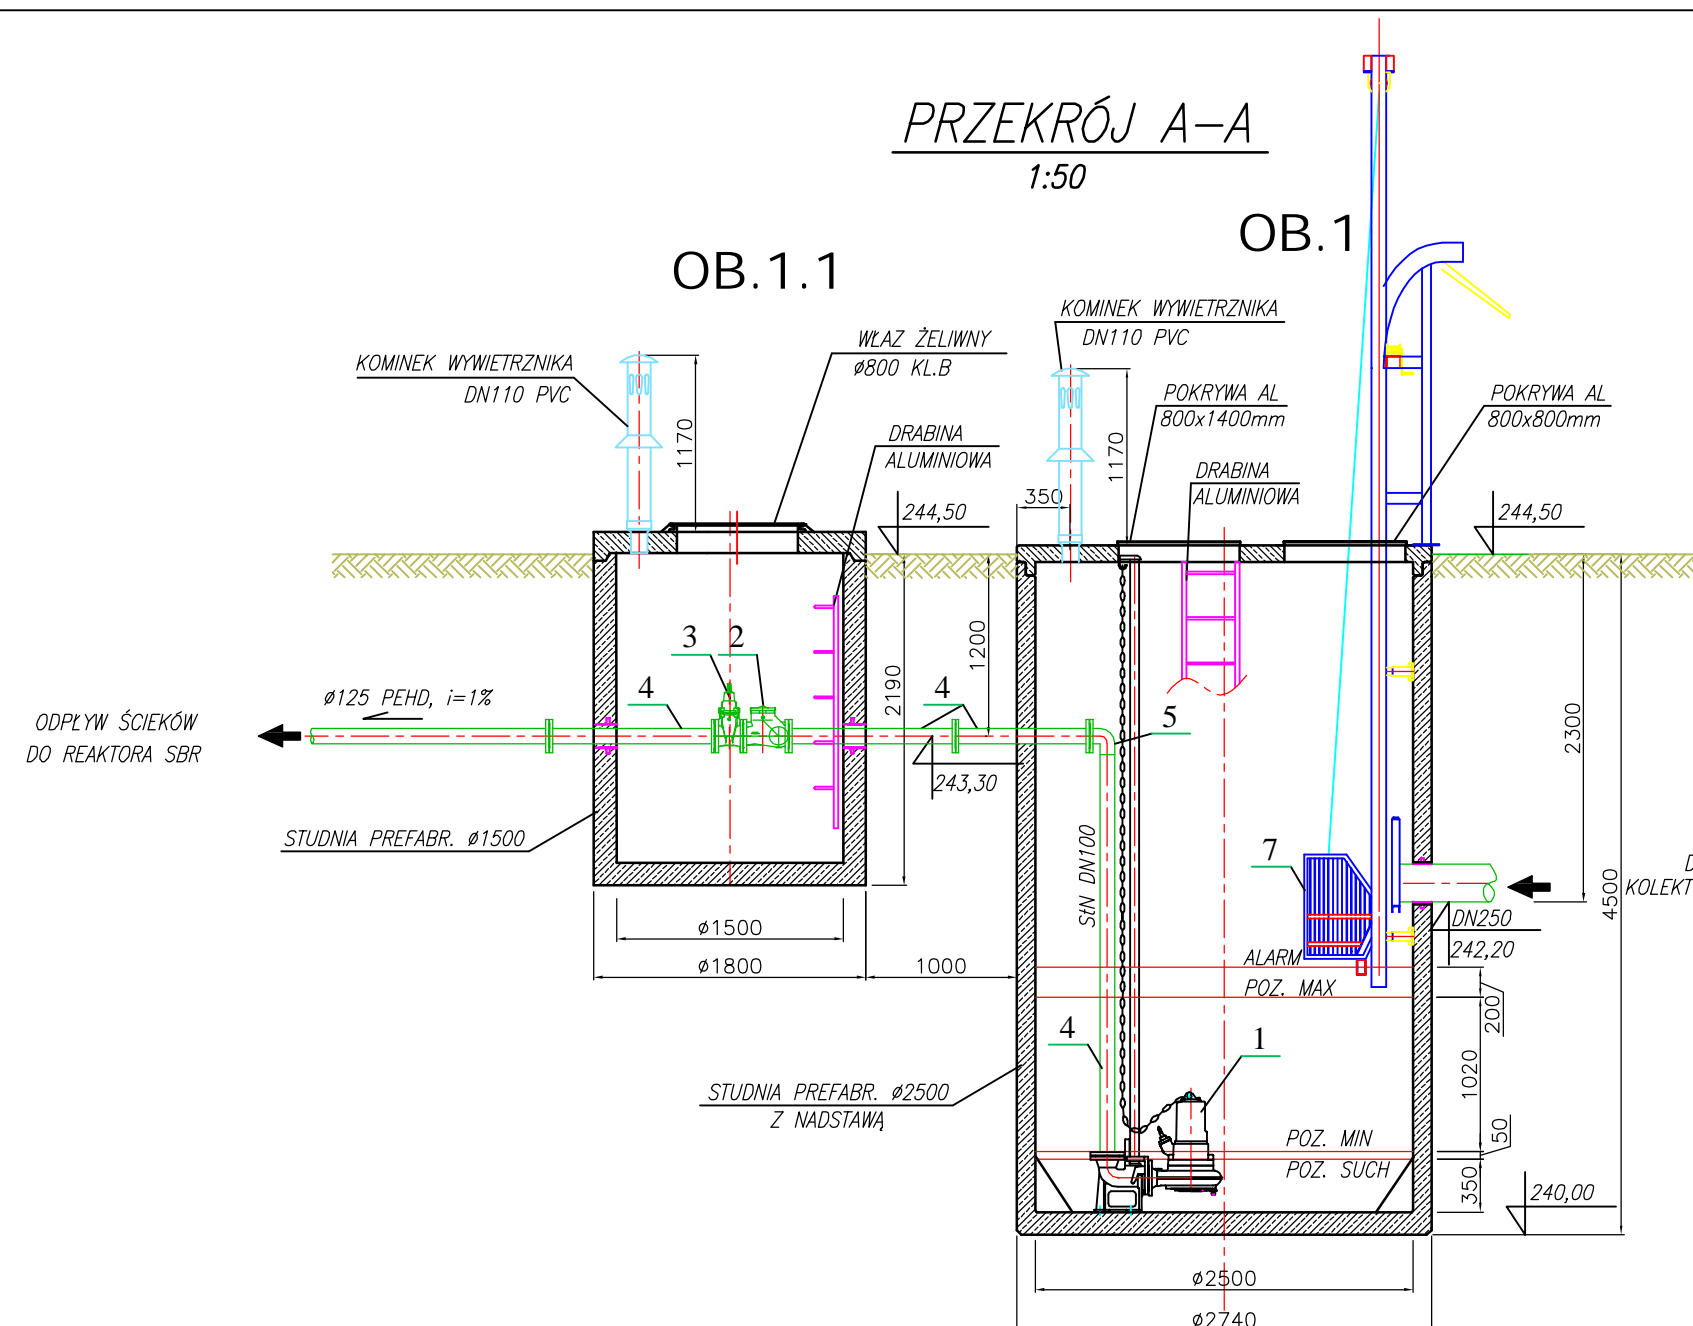 PRZEKRÓJ A-A
1:50
OB.1
OB.1.1
KOMINEK WYWIETRZNIKA
DN110 PVC
WŁAZ ŻELIWNY
ø800 KL.B
KOMINEK WYWIETRZNIKA
DN110 PVC
POKRYWA AL
800x1400mm
POKRYWA AL
800x800mm
DRABINA
ALUMINIOWA
DRABINA
ALUMINIOWA
1170
1170
350
244,50
244,50
3
2
4
4
5
1200
2190
2300
4500
ø125 PEHD, i=1%
ODPŁYW ŚCIEKÓW
DO REAKTORA SBR
243,30
STUDNIA PREFABR. ø1500
StN DN100
7
D
KOLEKT
DN250
242,20
ø1500
ø1800
1000
ALARM
POZ. MAX
200
4
1
1020
STUDNIA PREFABR. ø2500
Z NADSTAWĄ
POZ. MIN
50
POZ. SUCH
350
240,00
ø2500
ø2740